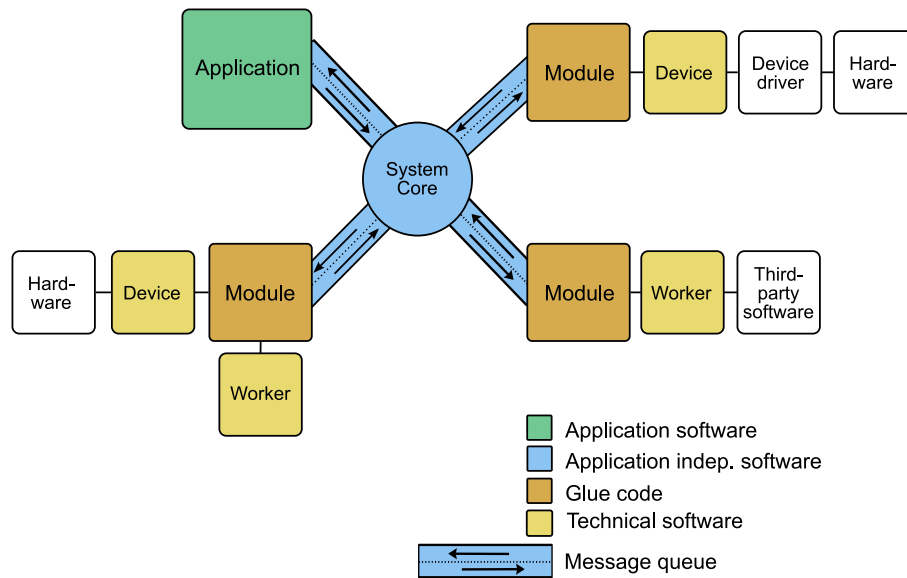 Application
Module
Device
Device
driver
Hard-
ware
System
Core
Hard-
ware
Device
Module
Worker
Module
Worker
Third-
party
software
Application software
Application indep. software
Glue code
Technical software
Message queue